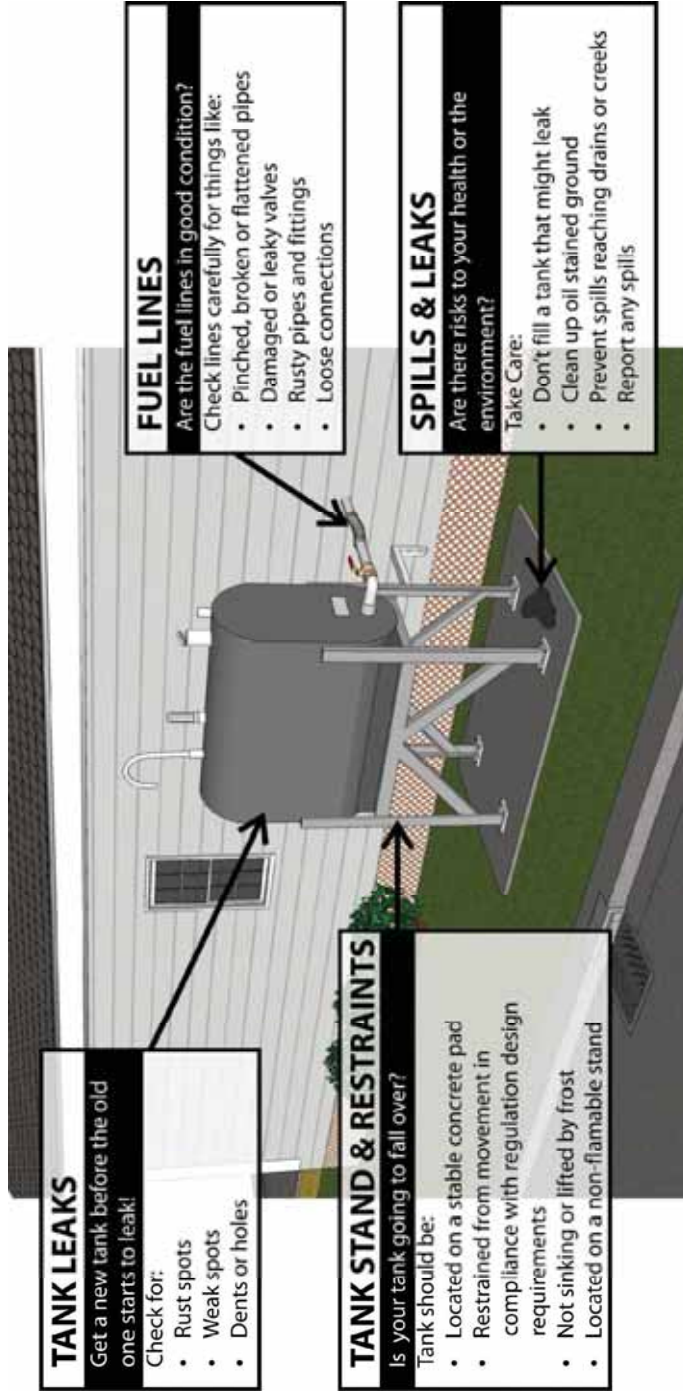 TANK LEAKS
Get a new tank before the old
one starts to leak!
Check for:
• Rust spots
• Weak spots
• Dents or holes
FUEL LINES
Are the fuel lines in good condition?
Check lines carefully for things like:
• Pinched, broken or flattened pipes
• Damaged or leaky valves
• Rusty pipes and fittings
• Loose connections
TANK STAND & RESTRAINTS
Is your tank going to fall over?
Tank should be:
• Located on a stable concrete pad
• Restrained from movement in
compliance with regulation design
requirements
• Not sinking or lifted by frost
• Located on a non-flamable stand
SPILLS & LEAKS
Are there risks to your health or the
environment?
Take Care:
• Don't fill a tank that might leak
• Clean up oil stained ground
• Prevent spills reaching drains or creeks
• Report any spills